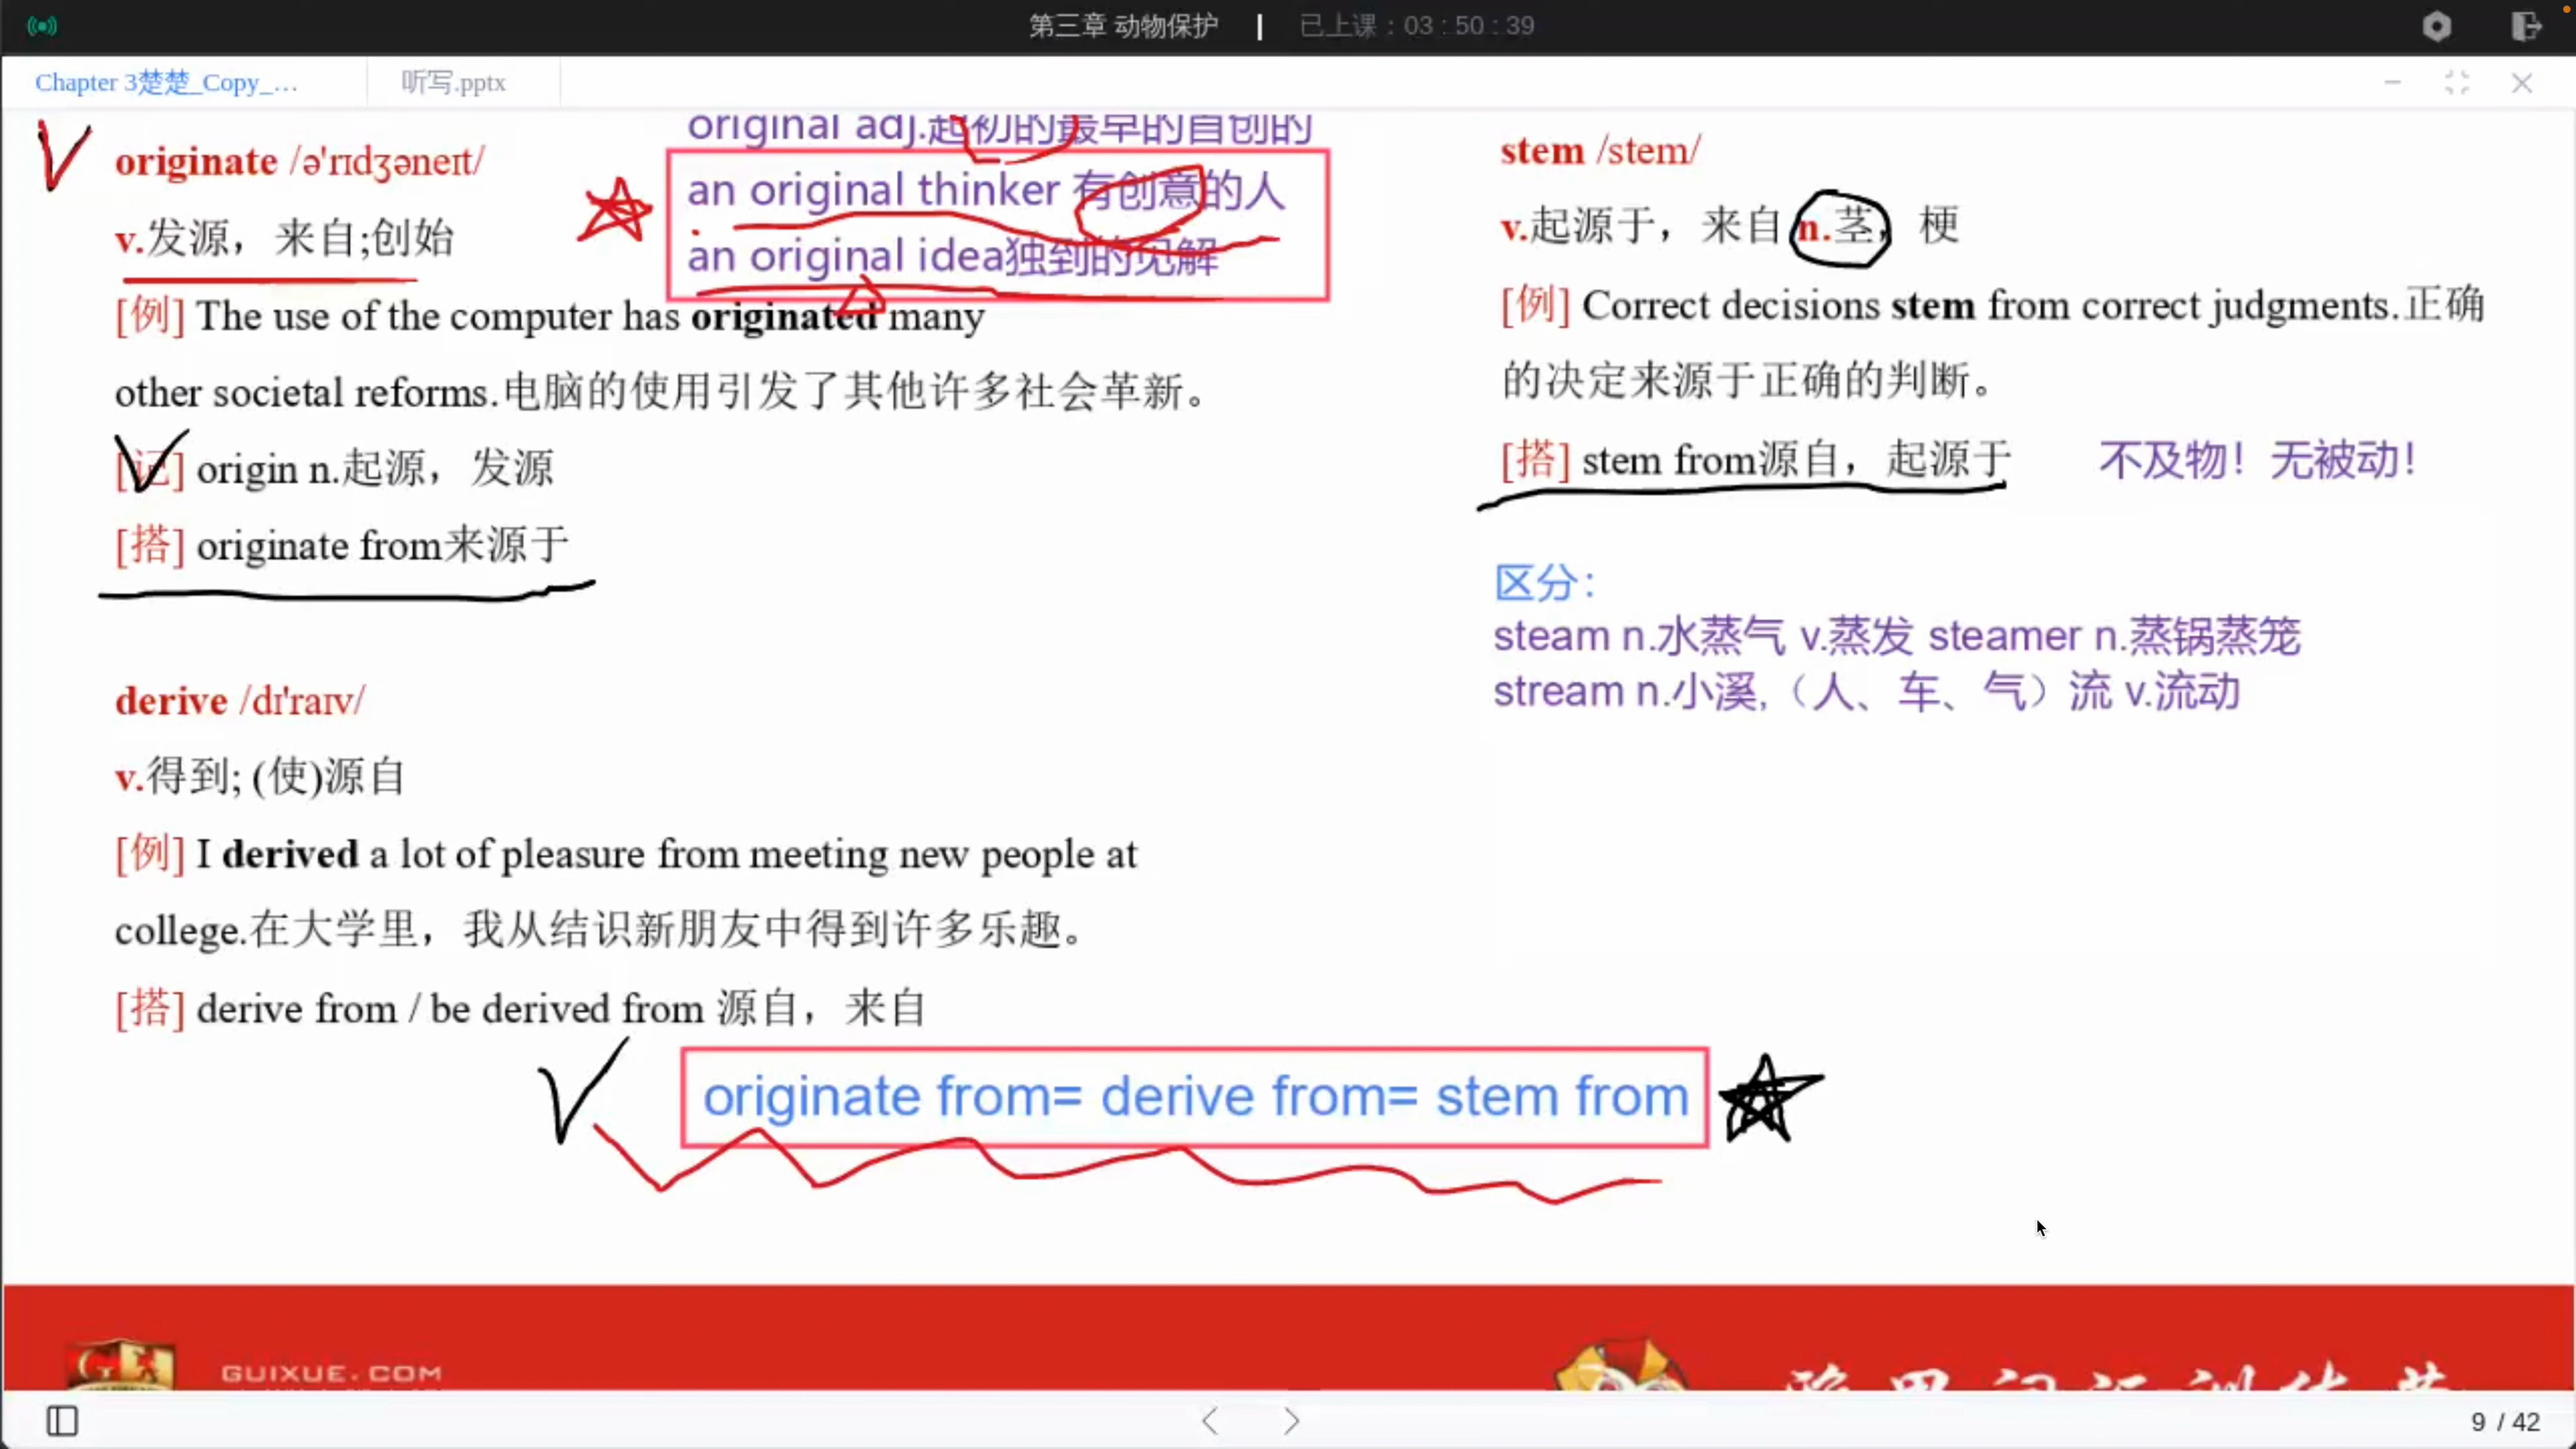 第三章 动物保护 | 已上课：03 : 50 : 39
Chapter 3楚楚_Copy_…
听写.pptx
original adj.起初的最早的首创的
an original thinker 有创意的人
an original idea独到的见解
originate /ə'rɪdʒəneɪt/
v.发源，来自;创始
[例] The use of the computer has originated many
other societal reforms.电脑的使用引发了其他许多社会革新。
[记] origin n.起源，发源
[搭] originate from来源于
derive /dɪ'raɪv/
v.得到; (使)源自
[例] I derived a lot of pleasure from meeting new people at
college.在大学里，我从结识新朋友中得到许多乐趣。
[搭] derive from / be derived from 源自，来自
stem /stem/
v.起源于，来自 n.茎，梗
[例] Correct decisions stem from correct judgments.正确
的决定来源于正确的判断。
[搭] stem from源自，起源于 不及物！无被动！
区分：
steam n.水蒸气 v.蒸发 steamer n.蒸锅蒸笼
stream n.小溪,（人、车、气）流 v.流动
originate from= derive from= stem from
GUIXUE.COM
9 / 42